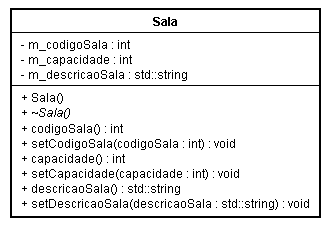 Sala
- m_codigoSala : int
- m_capacidade : int
- m_descricaoSala : std::string
+ Sala()
+ ~Sala()
+ codigoSala() : int
+ setCodigoSala(codigoSala : int) : void
+ capacidade() : int
+ setCapacidade(capacidade : int) : void
+ descricaoSala() : std::string
+ setDescricaoSala(descricaoSala : std::string) : void